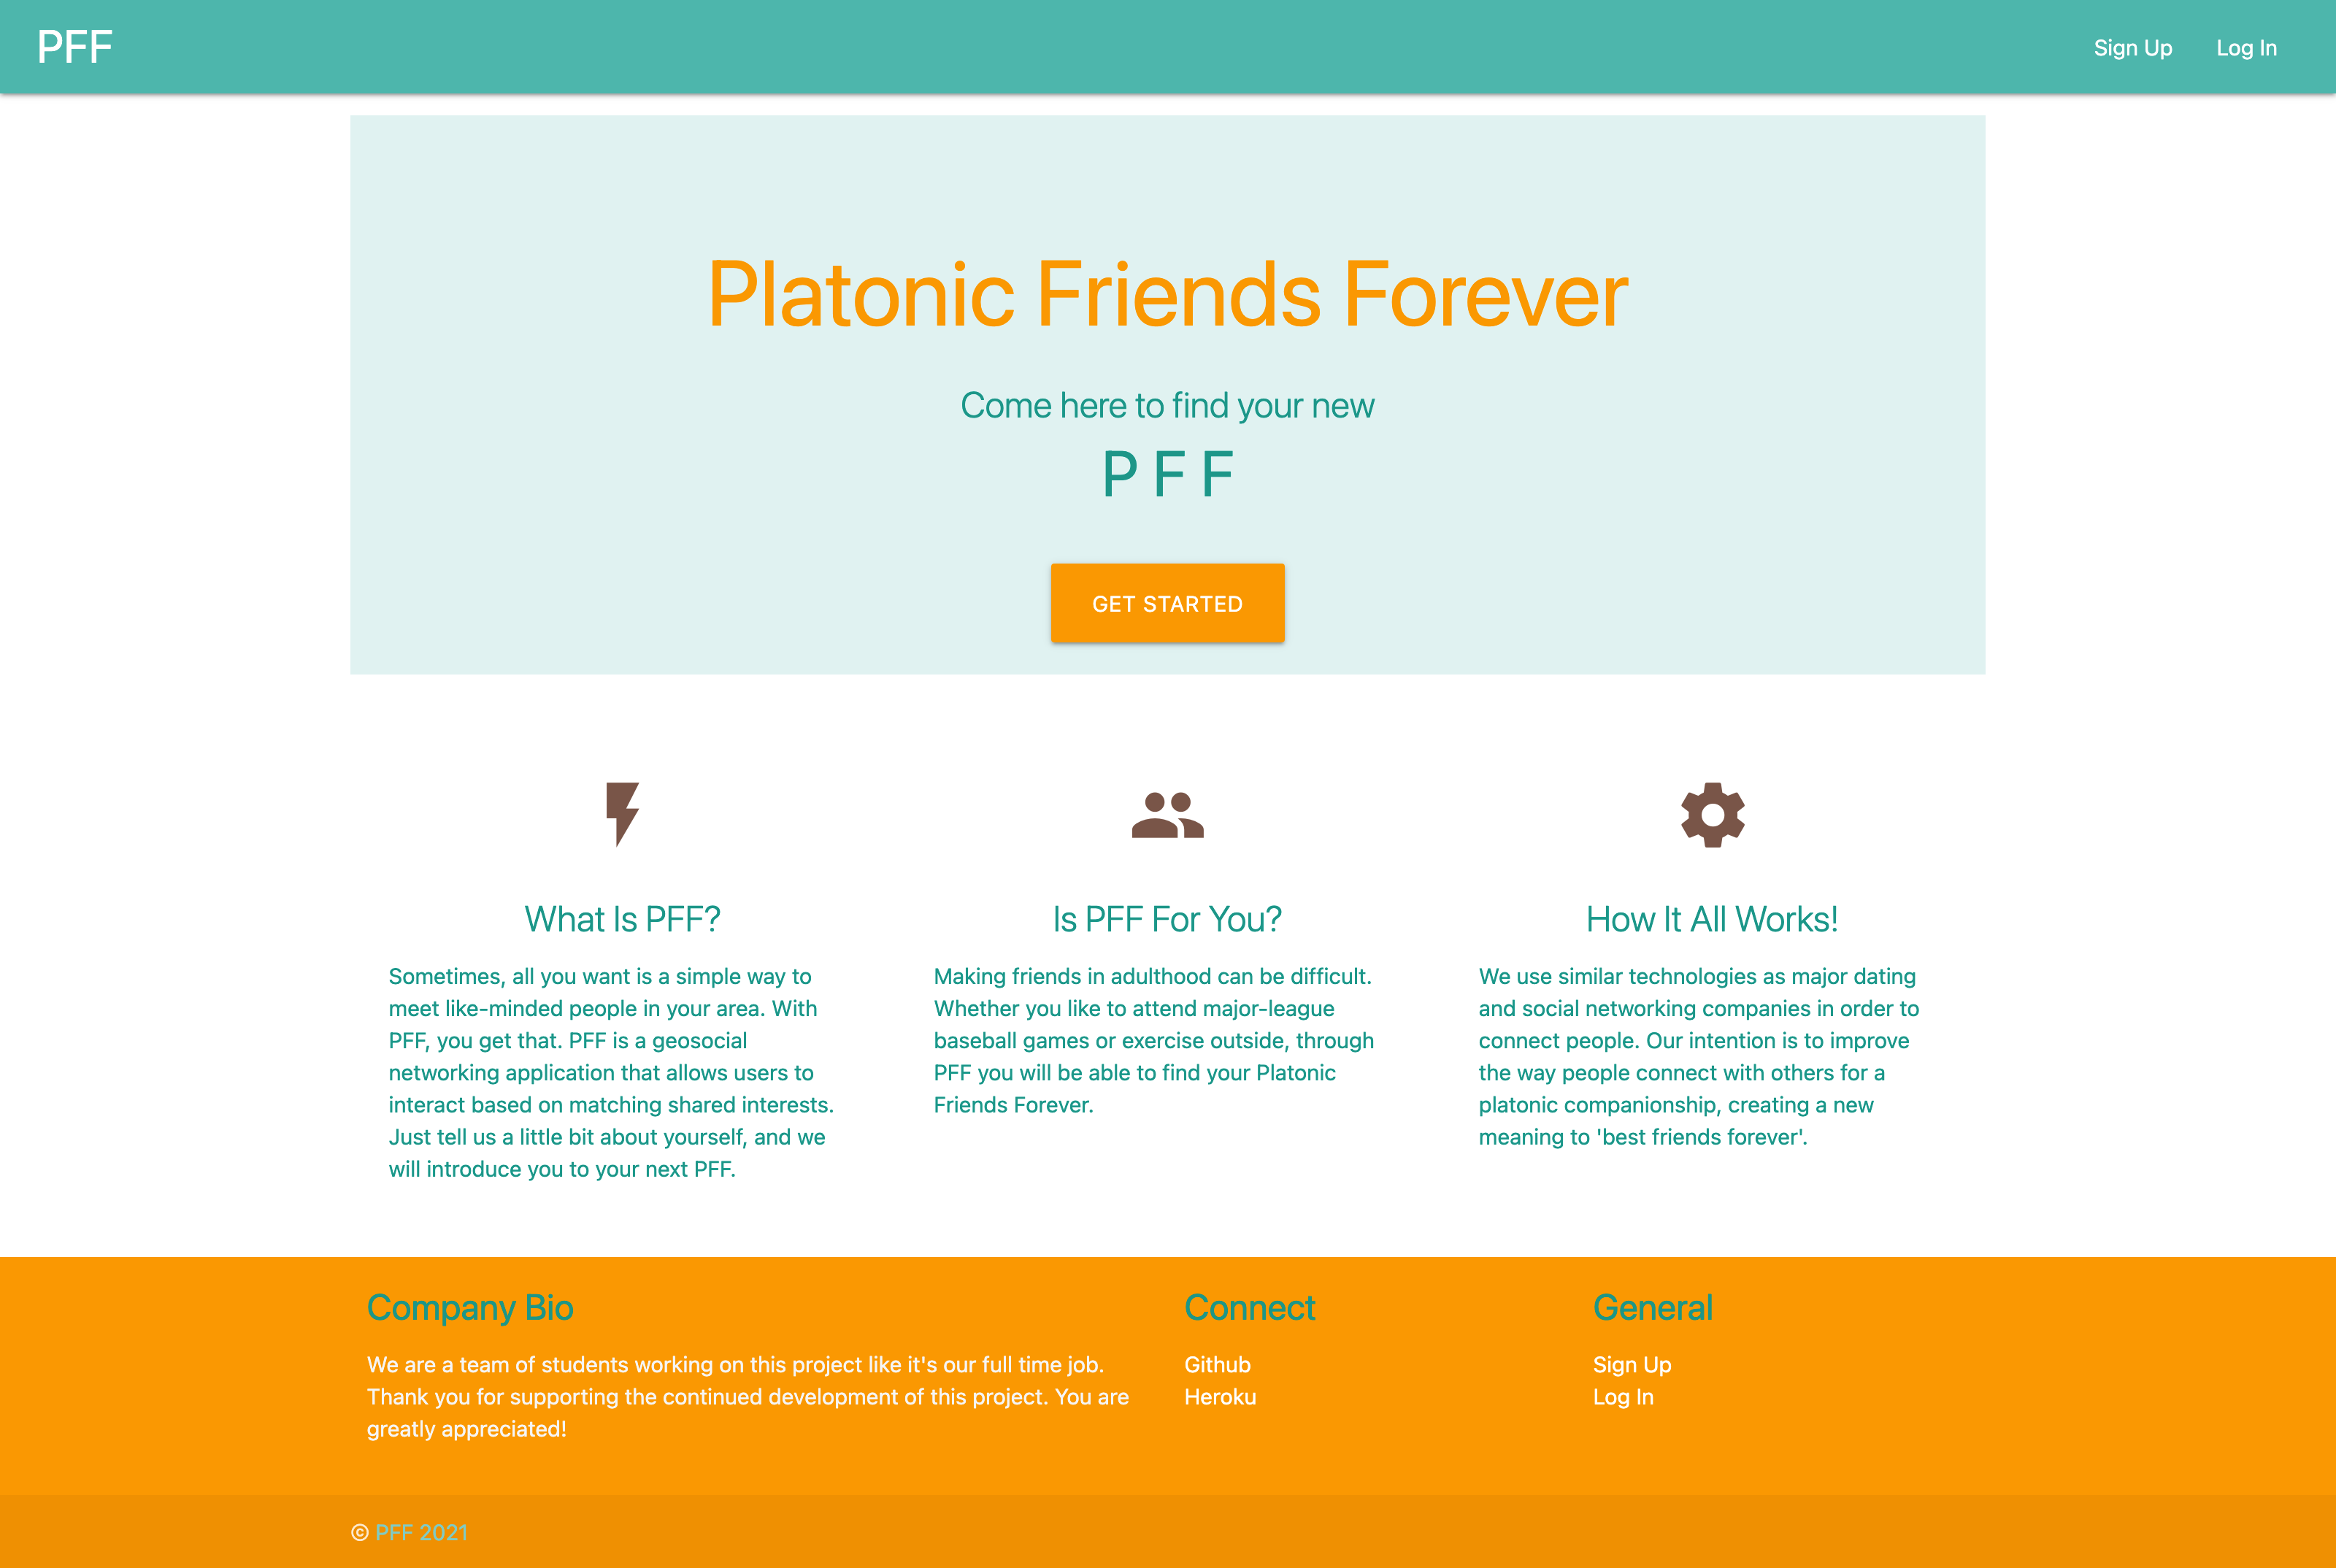 PFF
Sign Up
Log In
Platonic Friends Forever
Come here to find your new
P F F
GET STARTED
What Is PFF?
Sometimes, all you want is a simple way to
meet like-minded people in your area. With
PFF, you get that. PFF is a geosocial
networking application that allows users to
interact based on matching shared interests.
Just tell us a little bit about yourself, and we
will introduce you to your next PFF.
Is PFF For You?
Making friends in adulthood can be difficult.
Whether you like to attend major-league
baseball games or exercise outside, through
PFF you will be able to find your Platonic
Friends Forever.
How It All Works!
We use similar technologies as major dating
and social networking companies in order to
connect people. Our intention is to improve
the way people connect with others for a
platonic companionship, creating a new
meaning to 'best friends forever'.
Company Bio
We are a team of students working on this project like it's our full time job.
Thank you for supporting the continued development of this project. You are
greatly appreciated!
Connect
Github
Heroku
General
Sign Up
Log In
© PFF 2021